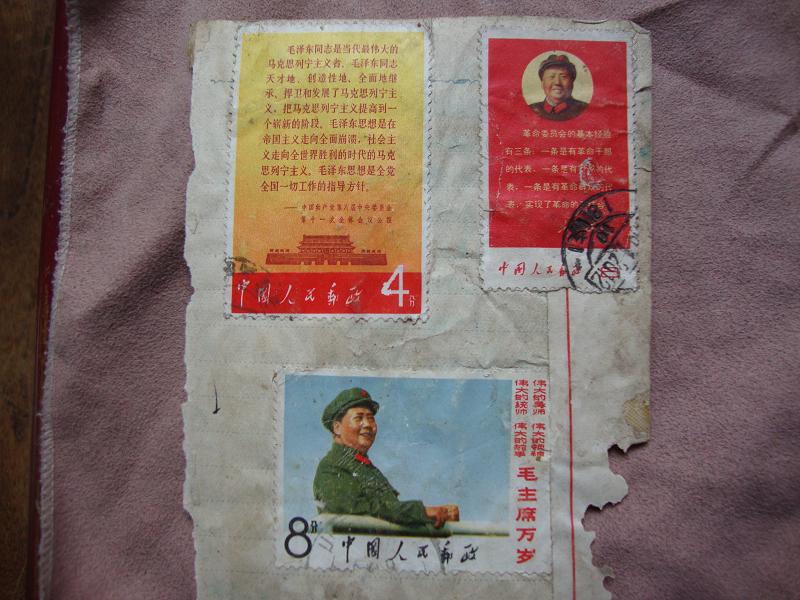 毛泽东同志是当代最伟大的
马克思列宁主义者。毛泽东同志
天才地、创造性地、全面地继
承、捍卫和发展了马克思列宁主
义，把马克思列宁主义提高到一
个崭新的阶段。毛泽东思想是在
帝国主义走向全面崩溃，社会主
义走向全世界胜利的时代的马克
思列宁主义。毛泽东思想是全党
全国一切工作的指导方针。
——中国共产党第八届中央委员会
第十一次全体会议公报
中国人民邮政
4分
革命委员会的基本经验
有三条：一条是有革命干部
的代表，一条是有的代
表，一条是有革命群众的代
表，实现了革命的
中国人民邮政
伟大的导师
伟大的领袖
伟大的统帅
伟大的舵手
毛主席万岁
8分
中国人民邮政